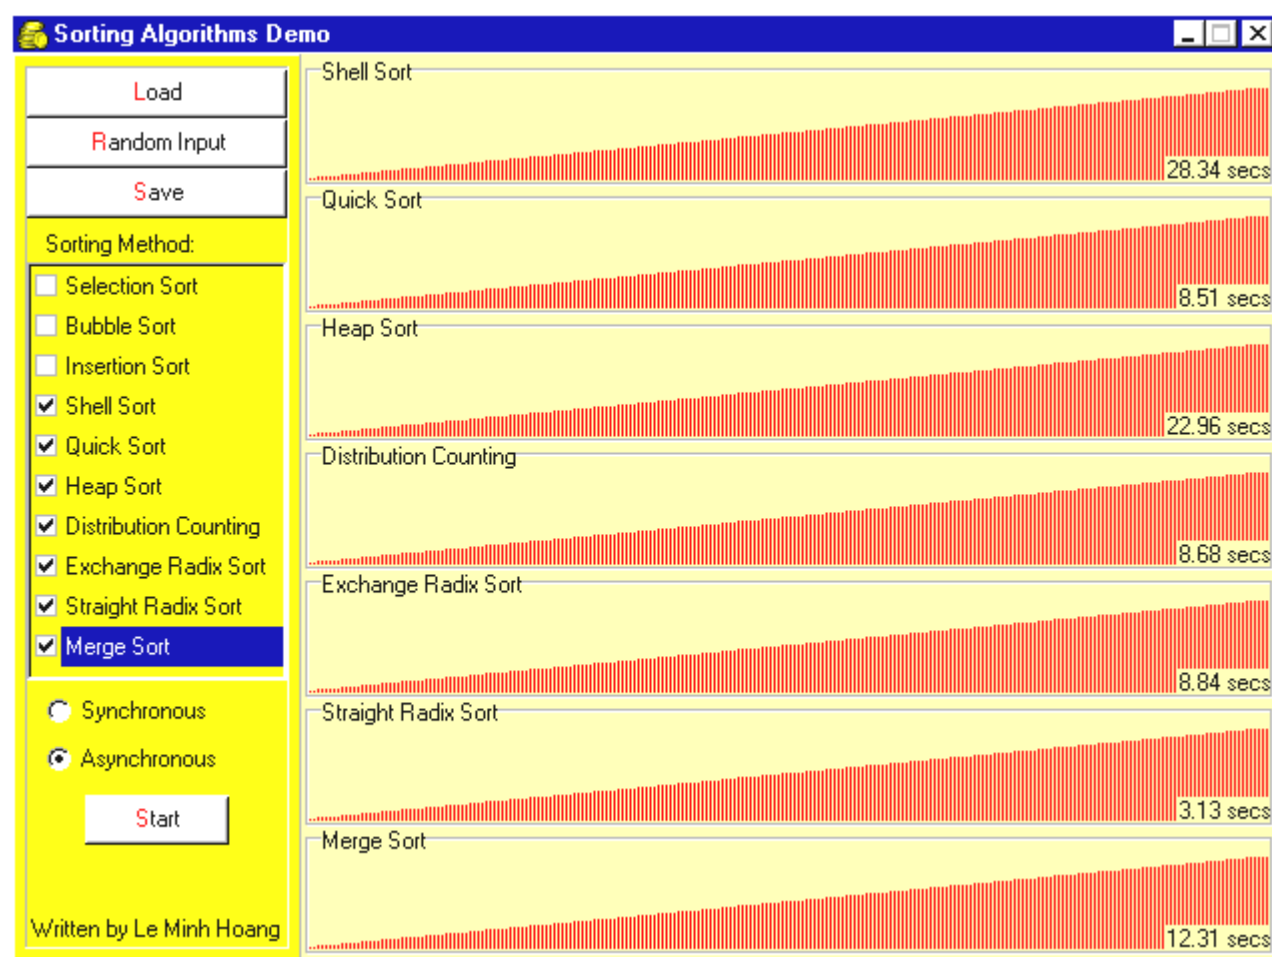 Sorting Algorithms Demo
Load
Random Input
Save
Sorting Method:
Selection Sort
Bubble Sort
Insertion Sort
Shell Sort
Quick Sort
Heap Sort
Distribution Counting
Exchange Radix Sort
Straight Radix Sort
Merge Sort
Synchronous
Asynchronous
Start
Written by Le Minh Hoang
Shell Sort
28.34 secs
Quick Sort
8.51 secs
Heap Sort
22.96 secs
Distribution Counting
8.68 secs
Exchange Radix Sort
8.84 secs
Straight Radix Sort
3.13 secs
Merge Sort
12.31 secs